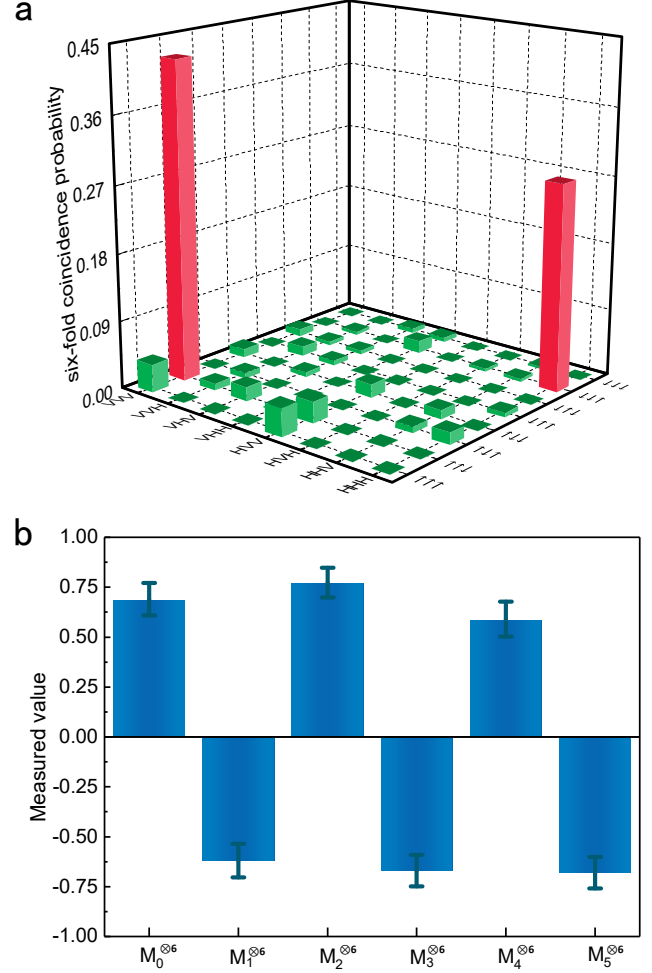 a
six-fold coincidence probability
0.45
0.36
0.27
0.18
0.09
0.00
VVV
VVH
VHV
VHH
HVV
HVH
HHV
HHH
b
Measured value
1.00
0.75
0.50
0.25
0.00
-0.25
-0.50
-0.75
-1.00
M₀⊗⁶ M₁⊗⁶ M₂⊗⁶ M₃⊗⁶ M₄⊗⁶ M₅⊗⁶